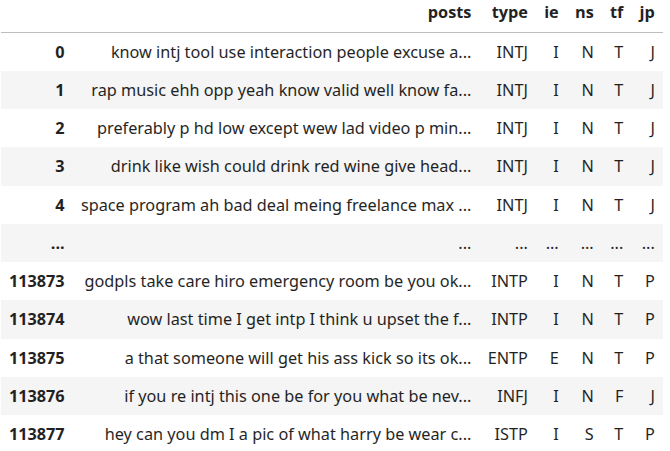 posts type ie ns tf jp
0 know intj tool use interaction people excuse a... INTJ I N T J
1 rap music ehh opp yeah know valid well know fa... INTJ I N T J
2 preferably p hd low except wew lad video p min... INTJ I N T J
3 drink like wish could drink red wine give head... INTJ I N T J
4 space program ah bad deal meing freelance max ... INTJ I N T J
... ... ... ... ... ... ...
113873 godpls take care hiro emergency room be you ok... INTP I N T P
113874 wow last time I get intp I think u upset the f... INTP I N T P
113875 a that someone will get his ass kick so its ok... ENTP E N T P
113876 if you re intj this one be for you what be nev... INFJ I N F J
113877 hey can you dm I a pic of what harry be wear c... ISTP I S T P